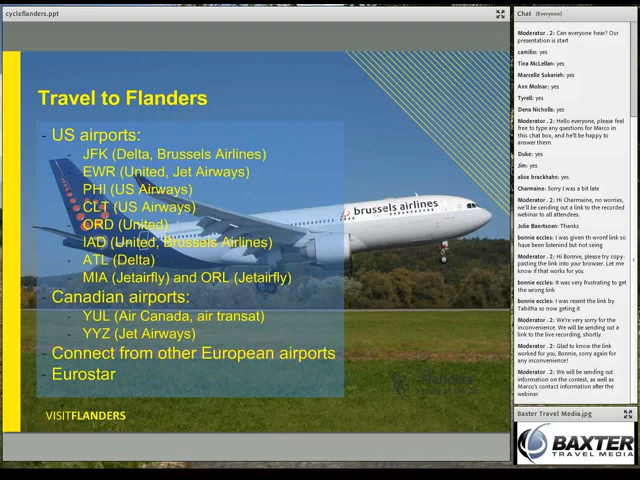 cycleflanders.ppt
Travel to Flanders
- US airports:
- JFK (Delta, Brussels Airlines)
- EWR (United, Jet Airways)
- PHI (US Airways)
- CLT (US Airways)
- ORD (United)
- IAD (United, Brussels Airlines)
- ATL (Delta)
- MIA (Jetairfly) and ORL (Jetairfly)
- Canadian airports:
- YUL (Air Canada, air transat)
- YYZ (Jet Airways)
- Connect from other European airports
- Eurostar
brussels airlines
Flanders
VISITFLANDERS
Chat (Everyone)
Moderator . 2: Can everyone hear? Our
presentation is start
camilio: yes
Tina McLellan: yes
Marcelle Sukarieh: yes
Ann Molnar: yes
Tyrell: yes
Dena Nicholls: yes
Moderator . 2: Hello everyone, please feel
free to type any questions for Marco in
this chat box, and he'll be happy to
answer them.
Duke: yes
Jim: yes
alice brackhahn: yes
Charmaine: Sorry I was a bit late
Moderator . 2: Hi Charmaine, no worries,
we'll be sending out a link to the recorded
webinar to all attendees.
Julie Baertsoen: Thanks
bonnie eccles: I was given th wronf link so
have been listenind but not seeing
Moderator . 2: Hi Bonnie, please try copy-
pasting the link into your browser. Let me
know if that works for you.
bonnie eccles: It was very frustrating to get
the wrong link
bonnie eccles: I was resent the link by
Tabitha so now geting it
Moderator . 2: We're very sorry for the
inconvenience. We will be sending out a
link to the live recording, shortly.
Moderator . 2: Glad to know the link
worked for you, Bonnie, sorry again for
any inconvenience!
Moderator . 2: We will be sending out
information on the contest, as well as
Marco's contact information after the
webinar.
Baxter Travel Media.jpg
BAXTER
TRAVEL MEDIA